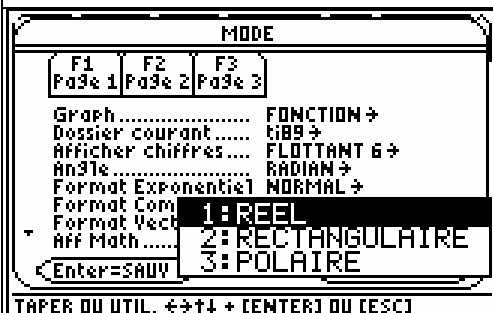 MODE
F1 F2 F3
Page 1 Page 2 Page 3
Graph..................... FONCTION→
Dossier courant...... ti89→
Afficher chiffres.... FLOTTANT 6→
Angle..................... RADIAN→
Format Exponentiel NORMAL→
Format Com
Format Vect
Aff Math.....
1:REEL
2:RECTANGULAIRE
3:POLAIRE
Enter=SAUV
TAPER OU UTIL. ←→↑↓ + [ENTER] OU [ESC]